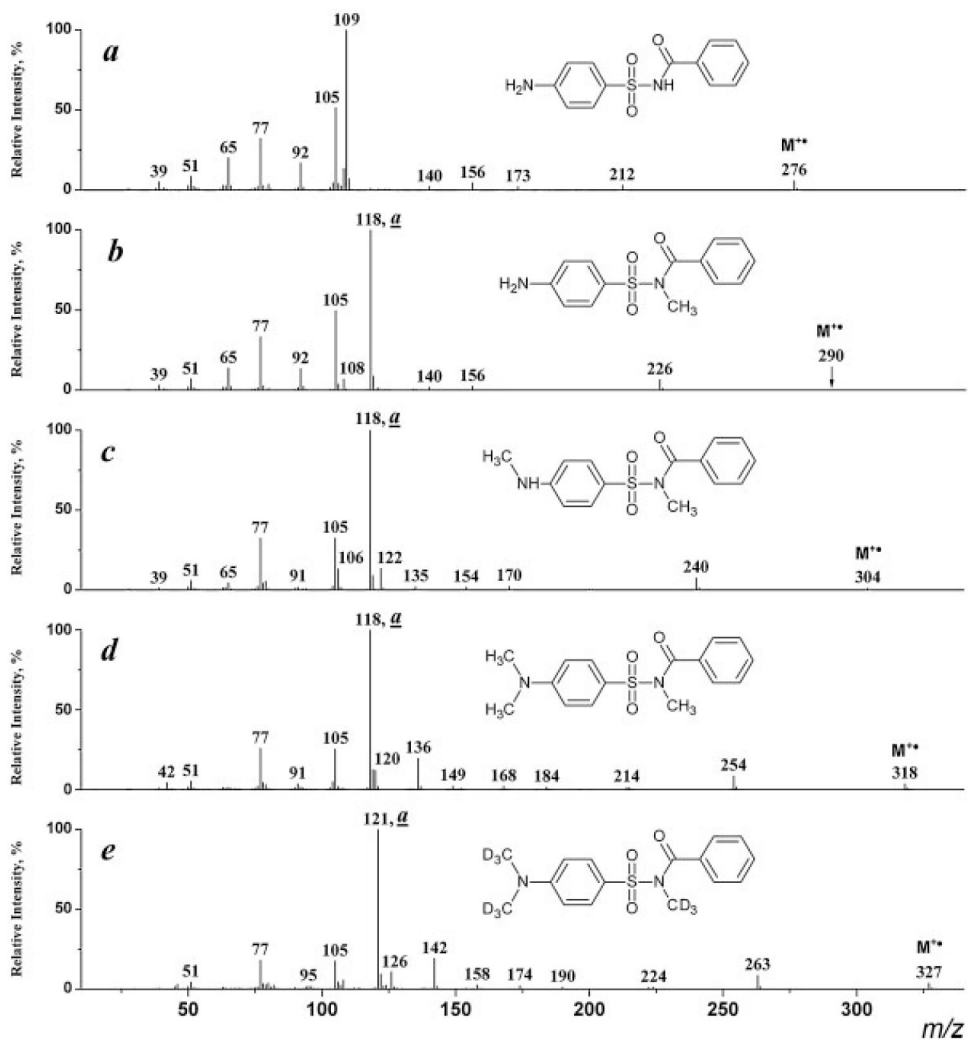 a
Relative Intensity, %
100
50
0
109
105
77
65
92
51
39
140
156
173
212
M⁺•
276
H₂N
O
O
S
NH
O
b
Relative Intensity, %
100
50
0
118, a
105
77
65
92
108
51
39
140
156
226
M⁺•
290
H₂N
O
O
S
N
CH₃
O
c
Relative Intensity, %
100
50
0
118, a
105
77
106
122
51
65
39
91
135
154
170
240
M⁺•
304
H₃C
NH
O
O
S
N
CH₃
O
d
Relative Intensity, %
100
50
0
118, a
105
77
120
136
42
51
91
149
168
184
214
254
M⁺•
318
H₃C
N
H₃C
O
O
S
N
CH₃
O
e
Relative Intensity, %
100
50
0
121, a
105
77
126
142
51
95
158
174
190
224
263
M⁺•
327
D₃C
N
D₃C
O
O
S
N
CD₃
O
50
100
150
200
250
300
m/z